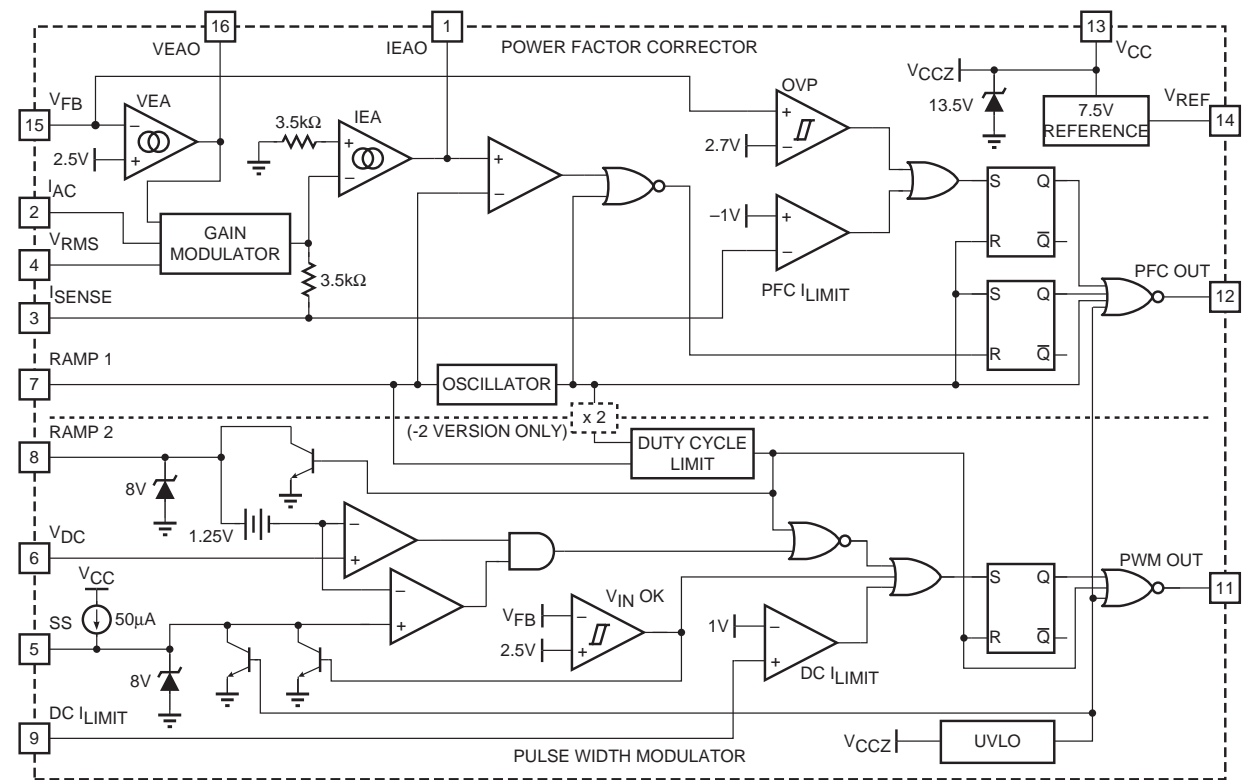 16
1
13
VEAO
IEAO
POWER FACTOR CORRECTOR
VCC
VFB
VEA
VCCZ
OVP
13.5V
7.5V
REFERENCE
VREF
15
14
3.5kΩ
IEA
2.5V
2.7V
IAC
2
S Q
R Q̅
VRMS
GAIN
MODULATOR
–1V
4
3.5kΩ
ISENSE
PFC ILIMIT
PFC OUT
3
S Q
R Q̅
12
RAMP 1
7
OSCILLATOR
x 2
(-2 VERSION ONLY)
RAMP 2
8
DUTY CYCLE
LIMIT
8V
1.25V
VDC
6
VCC
50µA
SS
5
VIN OK
VFB
2.5V
1V
DC ILIMIT
S Q
R Q̅
PWM OUT
11
8V
DC ILIMIT
9
VCCZ
UVLO
PULSE WIDTH MODULATOR
+
−